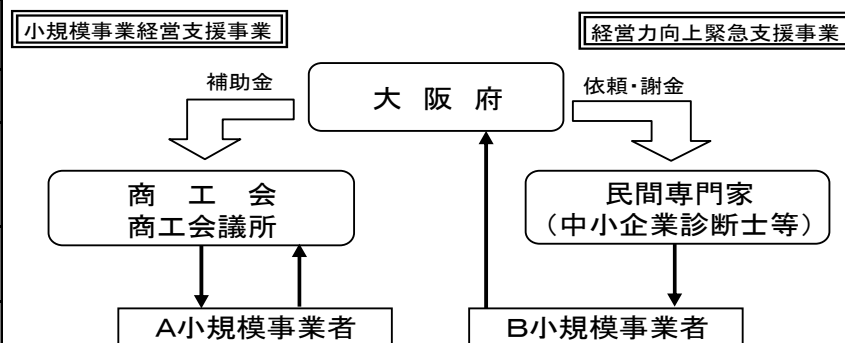 小規模事業経営支援事業
経営力向上緊急支援事業
補助金
大阪府
依頼・謝金
商工会
商工会議所
民間専門家
（中小企業診断士等）
A小規模事業者
B小規模事業者